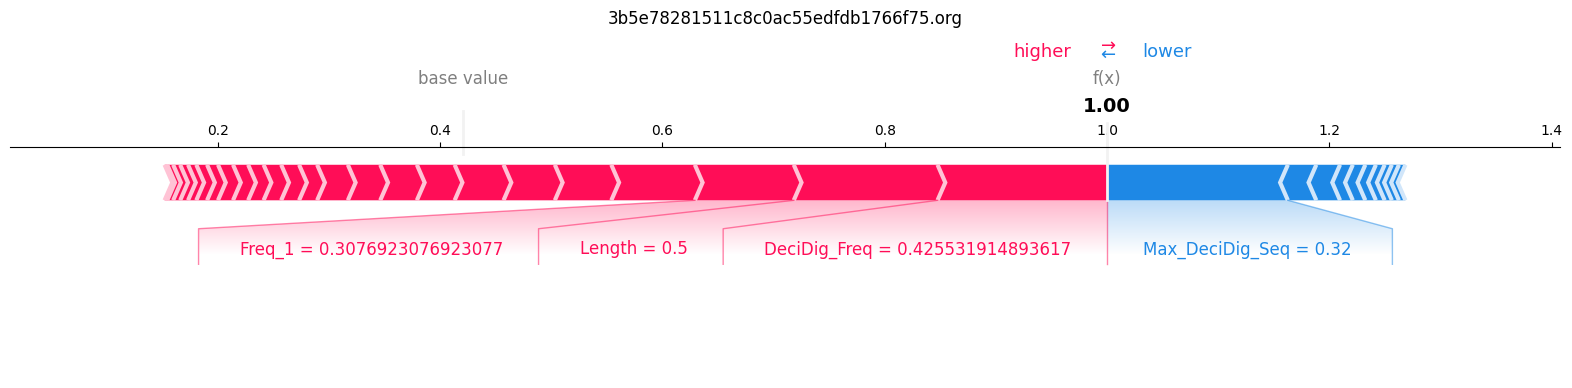 3b5e78281511c8c0ac55edfdb1766f75.org
higher ⇄ lower
base value f(x)
1.00
0.2 0.4 0.6 0.8 1.0 1.2 1.4
Freq_1 = 0.3076923076923077 Length = 0.5 DeciDig_Freq = 0.425531914893617 Max_DeciDig_Seq = 0.32